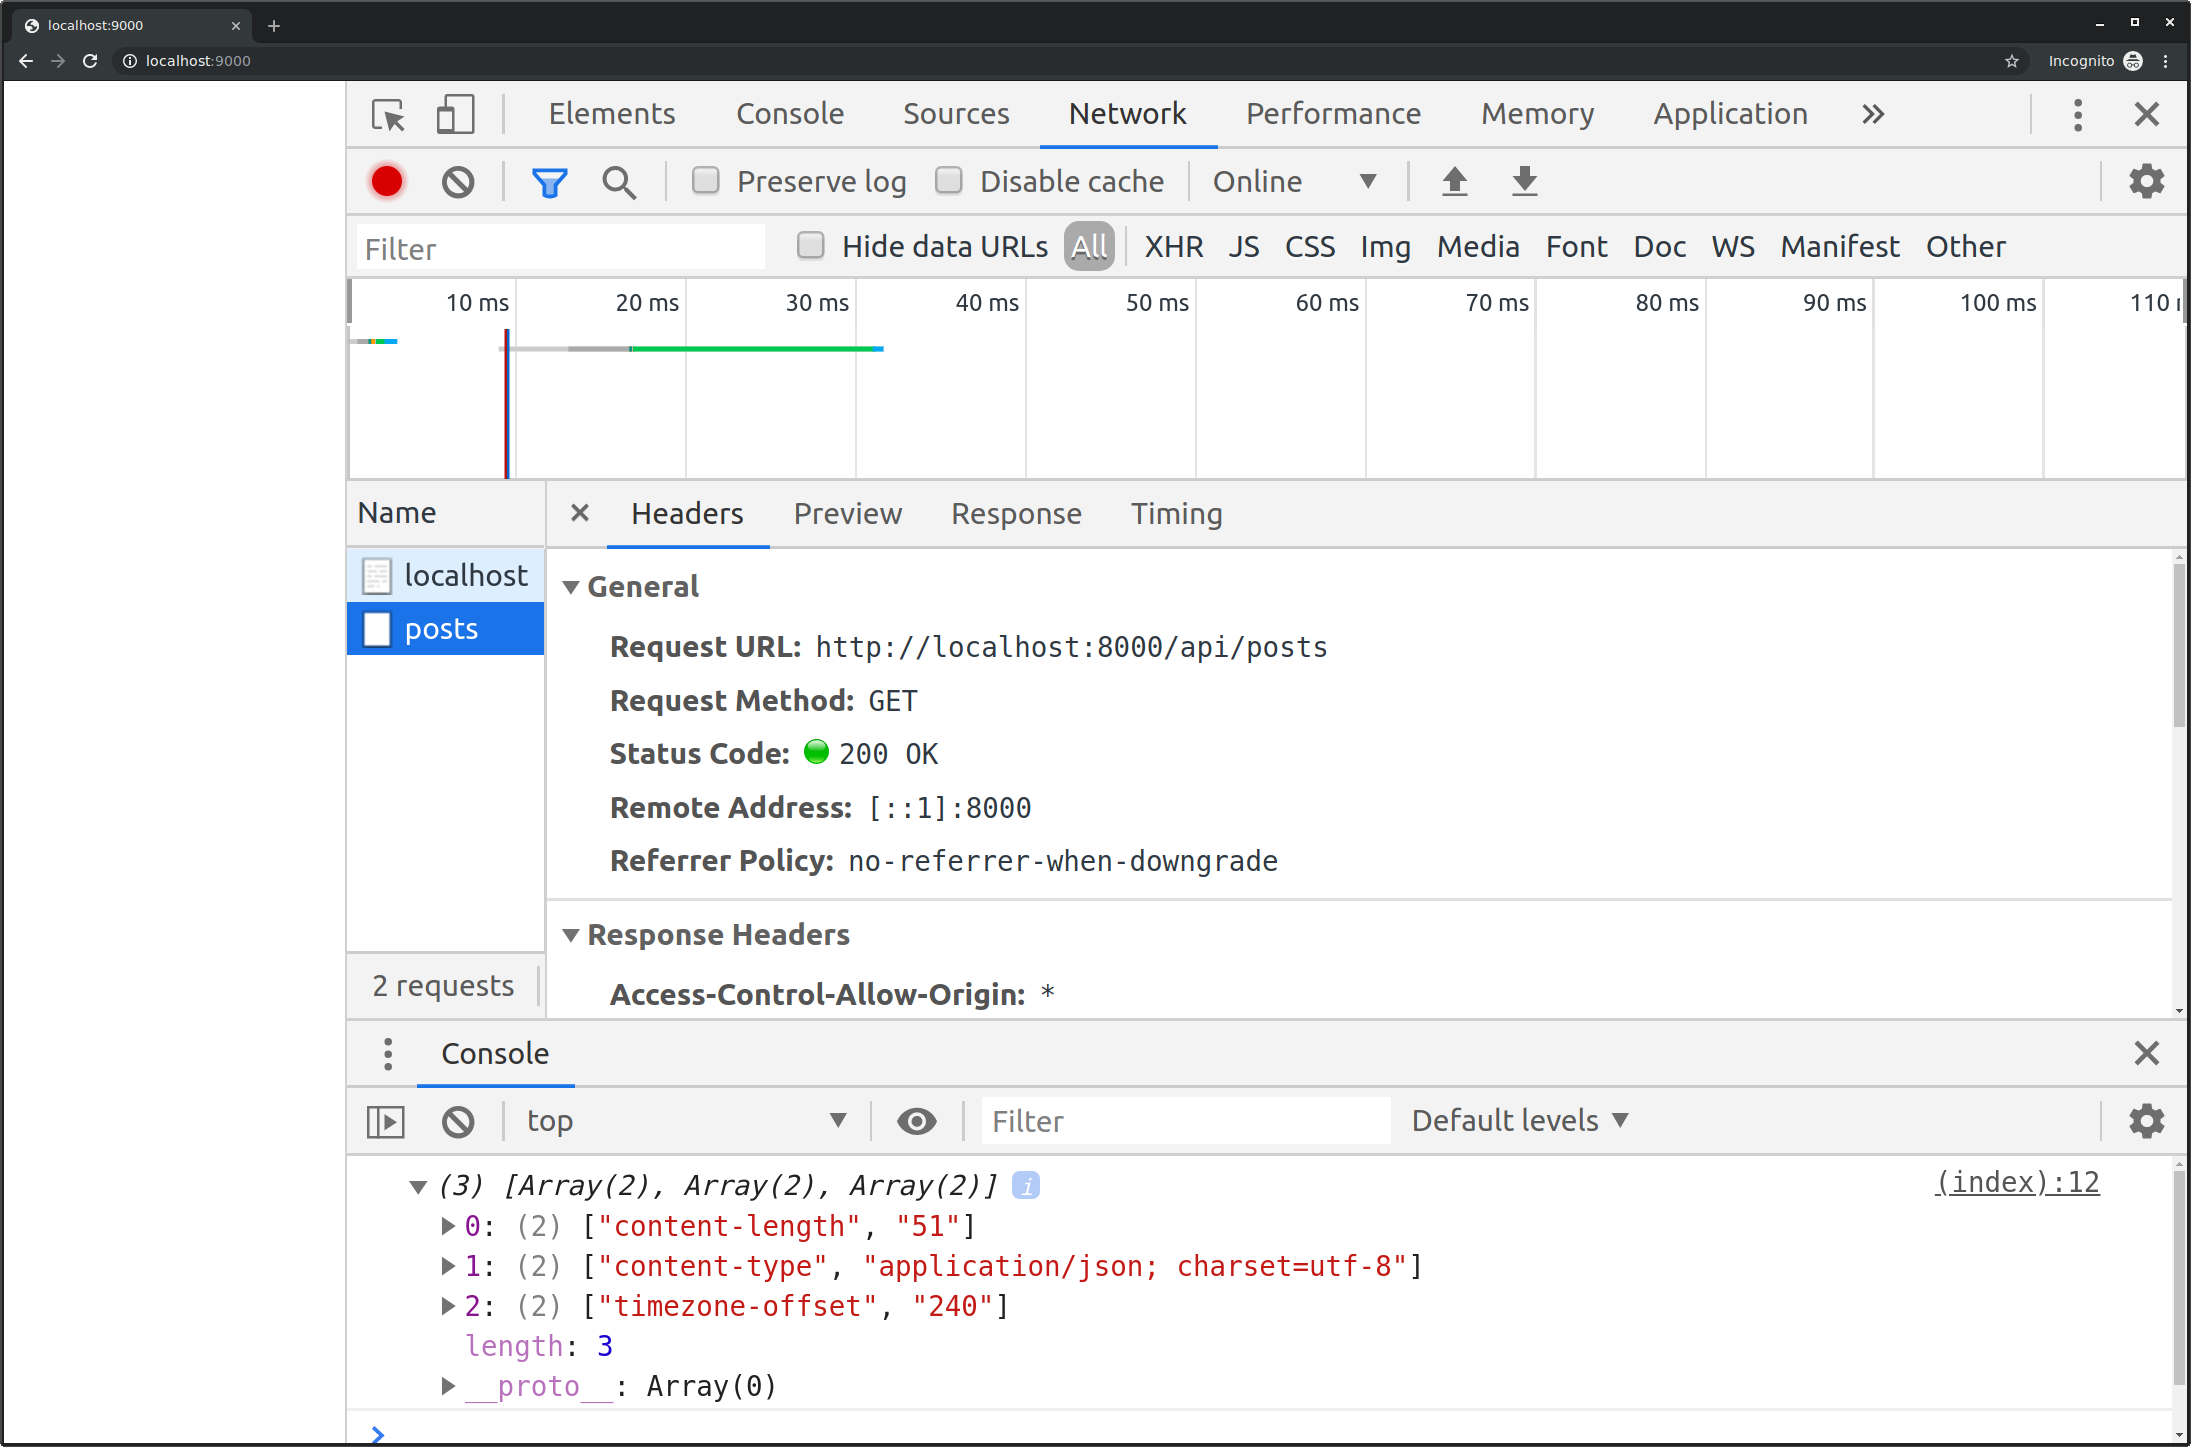 localhost:9000
localhost:9000 Incognito
Elements Console Sources Network Performance Memory Application
Preserve log Disable cache Online
Filter Hide data URLs All XHR JS CSS Img Media Font Doc WS Manifest Other
10 ms 20 ms 30 ms 40 ms 50 ms 60 ms 70 ms 80 ms 90 ms 100 ms 110
Name Headers Preview Response Timing
localhost
posts
General
Request URL: http://localhost:8000/api/posts
Request Method: GET
Status Code: 200 OK
Remote Address: [::1]:8000
Referrer Policy: no-referrer-when-downgrade
Response Headers
Access-Control-Allow-Origin: *
2 requests
Console
top Filter Default levels
(3) [Array(2), Array(2), Array(2)] i (index):12
0: (2) ["content-length", "51"]
1: (2) ["content-type", "application/json; charset=utf-8"]
2: (2) ["timezone-offset", "240"]
length: 3
__proto__: Array(0)